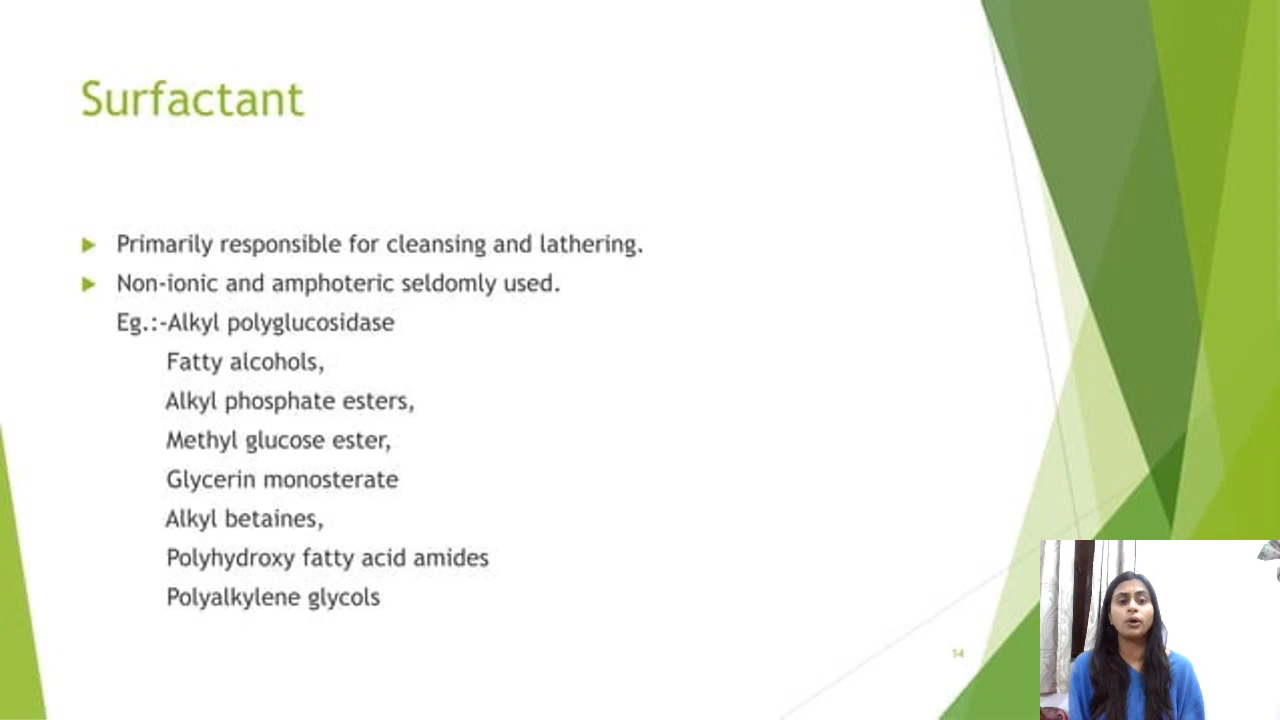 Surfactant
Primarily responsible for cleansing and lathering.
Non-ionic and amphoteric seldomly used.
Eg.:-Alkyl polyglucosidase
Fatty alcohols,
Alkyl phosphate esters,
Methyl glucose ester,
Glycerin monosterate
Alkyl betaines,
Polyhydroxy fatty acid amides
Polyalkylene glycols
14